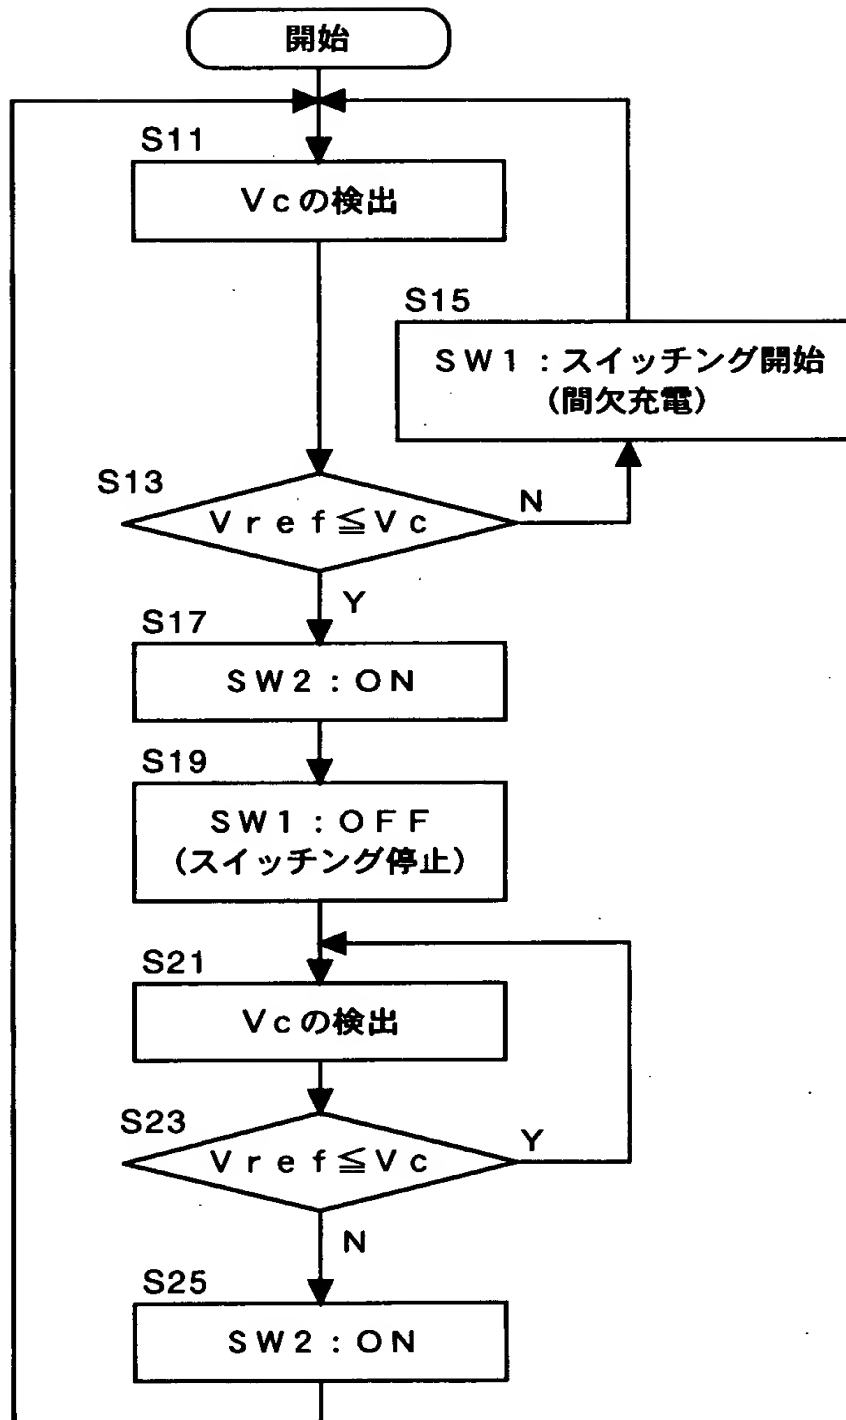 開始
S11
Vcの検出
S15
SW1:スイッチング開始
(間欠充電)
S13
Vref≦Vc
N
Y
S17
SW2:ON
S19
SW1:OFF
(スイッチング停止)
S21
Vcの検出
S23
Vref≦Vc
Y
N
S25
SW2:ON